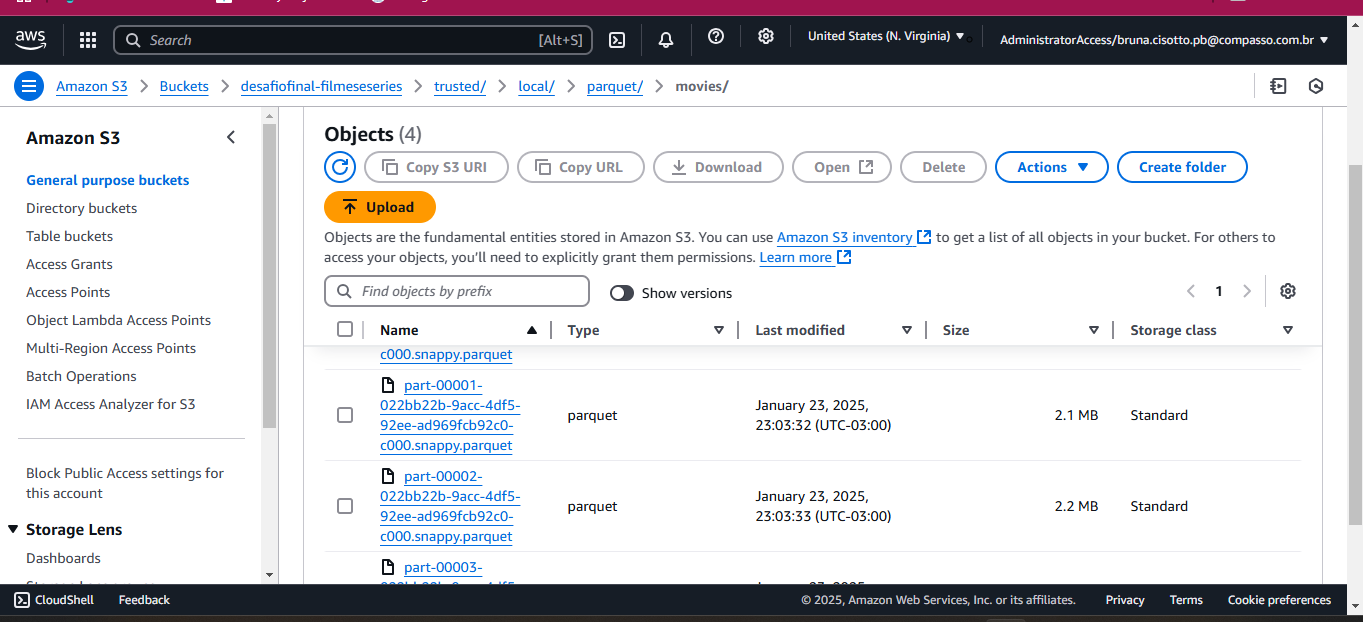 aws
Search [Alt+S]
United States (N. Virginia) ▼
AdministratorAccess/bruna.cisotto.pb@compasso.com.br ▼
Amazon S3 > Buckets > desafiofinal-filmeseseries > trusted/ > local/ > parquet/ > movies/
Amazon S3
General purpose buckets
Directory buckets
Table buckets
Access Grants
Access Points
Object Lambda Access Points
Multi-Region Access Points
Batch Operations
IAM Access Analyzer for S3
Block Public Access settings for
this account
Storage Lens
Dashboards
Objects (4)
Copy S3 URI
Copy URL
Download
Open
Delete
Actions
Create folder
Upload
Objects are the fundamental entities stored in Amazon S3. You can use Amazon S3 inventory to get a list of all objects in your bucket. For others to
access your objects, you'll need to explicitly grant them permissions. Learn more
Find objects by prefix
Show versions
1
Name Type Last modified Size Storage class
c000.snappy.parquet
part-00001-
022bb22b-9acc-4df5-
92ee-ad969fcb92c0-
c000.snappy.parquet
parquet
January 23, 2025,
23:03:32 (UTC-03:00)
2.1 MB
Standard
part-00002-
022bb22b-9acc-4df5-
92ee-ad969fcb92c0-
c000.snappy.parquet
parquet
January 23, 2025,
23:03:33 (UTC-03:00)
2.2 MB
Standard
part-00003-
CloudShell Feedback
© 2025, Amazon Web Services, Inc. or its affiliates. Privacy Terms Cookie preferences